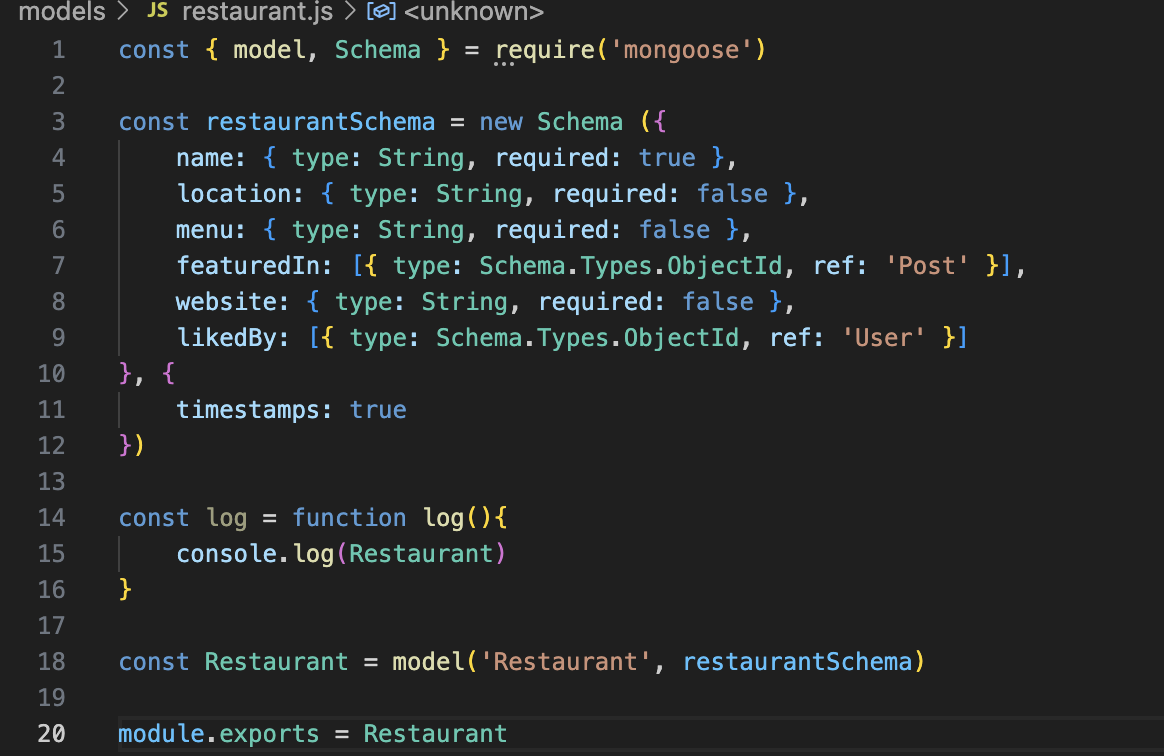 models > JS restaurant.js > <unknown>
1 const { model, Schema } = require('mongoose')
2
3 const restaurantSchema = new Schema ({
4 name: { type: String, required: true },
5 location: { type: String, required: false },
6 menu: { type: String, required: false },
7 featuredIn: [{ type: Schema.Types.ObjectId, ref: 'Post' }],
8 website: { type: String, required: false },
9 likedBy: [{ type: Schema.Types.ObjectId, ref: 'User' }]
10 }, {
11 timestamps: true
12 })
13
14 const log = function log(){
15 console.log(Restaurant)
16 }
17
18 const Restaurant = model('Restaurant', restaurantSchema)
19
20 module.exports = Restaurant